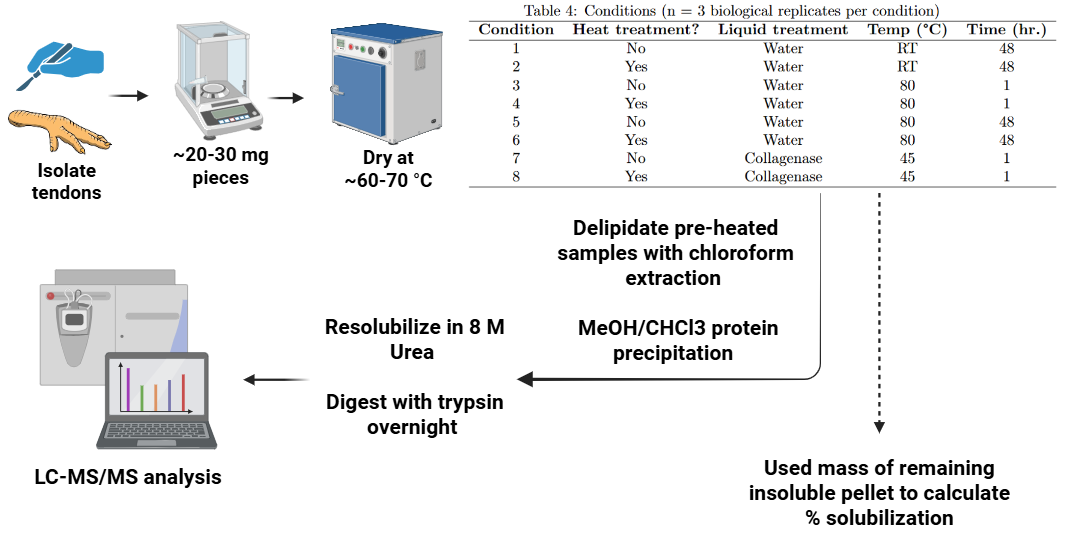 Isolate
tendons
~20-30 mg
pieces
Dry at
~60-70 °C
Table 4: Conditions (n = 3 biological replicates per condition)
Condition Heat treatment? Liquid treatment Temp (°C) Time (hr.)
1 No Water RT 48
2 Yes Water RT 48
3 No Water 80 1
4 Yes Water 80 1
5 No Water 80 48
6 Yes Water 80 48
7 No Collagenase 45 1
8 Yes Collagenase 45 1
Delipidate pre-heated
samples with chloroform
extraction
MeOH/CHCl3 protein
precipitation
Resolubilize in 8 M
Urea
Digest with trypsin
overnight
LC-MS/MS analysis
Used mass of remaining
insoluble pellet to calculate
% solubilization